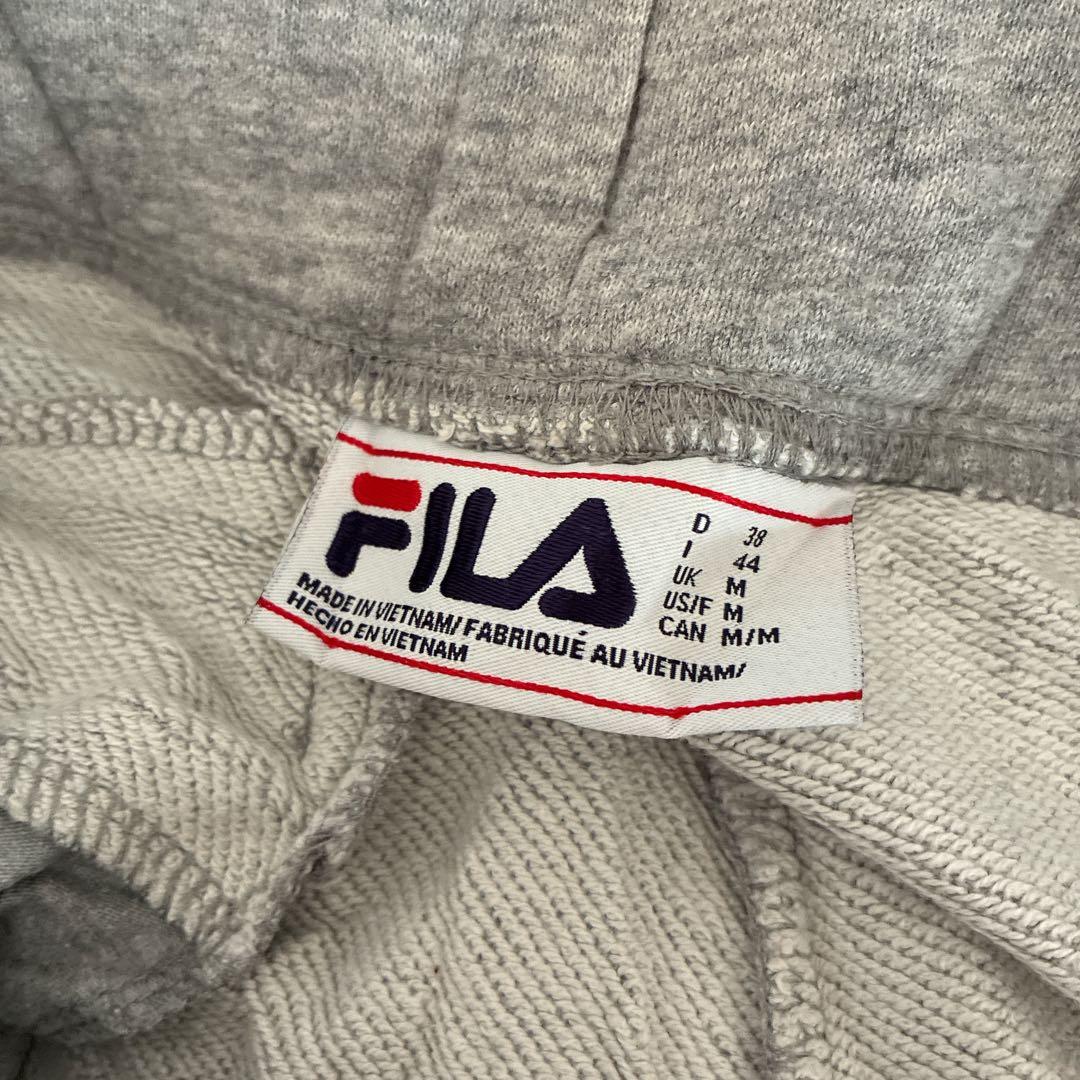 FILA
D 38
I 44
UK M
US/F M
CAN M/M
MADE IN VIETNAM/ FABRIQUÉ AU VIETNAM/
HECHO EN VIETNAM